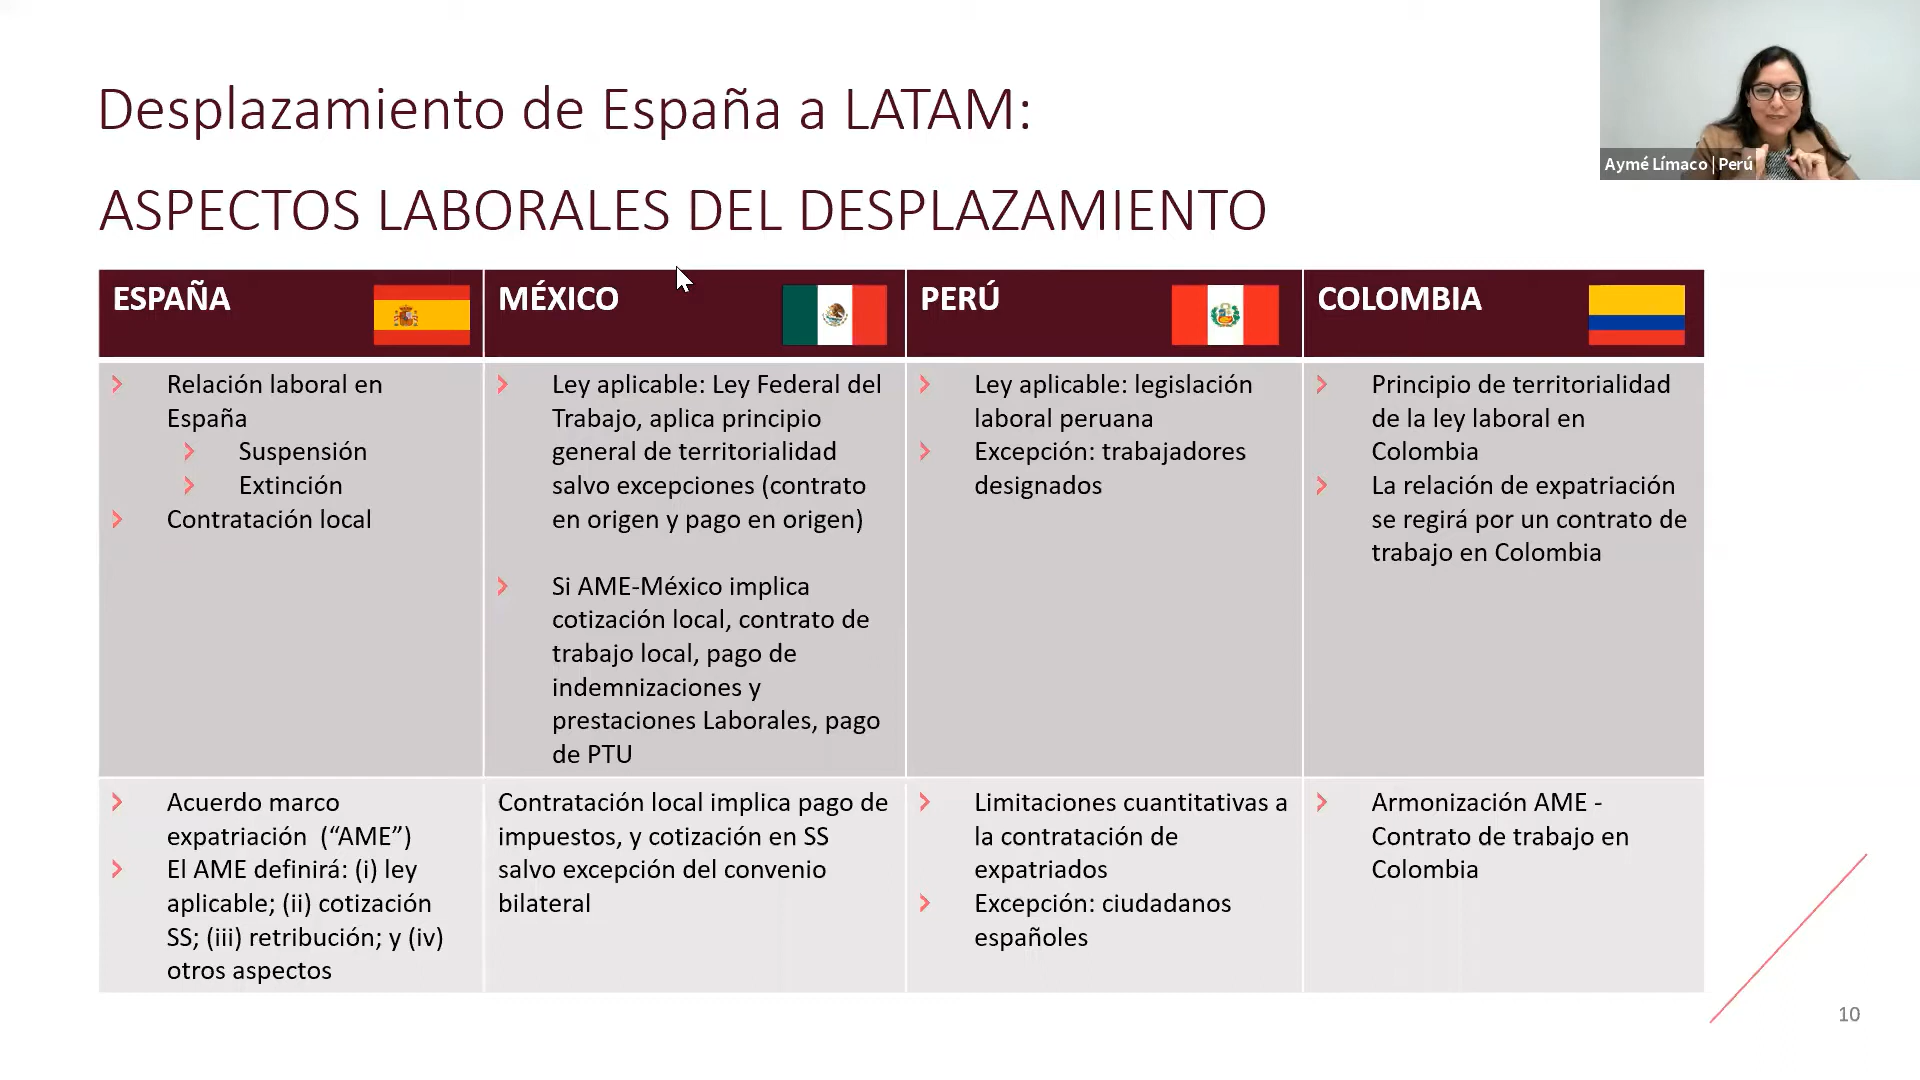 Desplazamiento de España a LATAM:
ASPECTOS LABORALES DEL DESPLAZAMIENTO
Aymé Límaco | Perú
ESPAÑA
MÉXICO
PERÚ
COLOMBIA
Relación laboral en
España
Suspensión
Extinción
Contratación local
Ley aplicable: Ley Federal del
Trabajo, aplica principio
general de territorialidad
salvo excepciones (contrato
en origen y pago en origen)
Si AME-México implica
cotización local, contrato de
trabajo local, pago de
indemnizaciones y
prestaciones Laborales, pago
de PTU
Ley aplicable: legislación
laboral peruana
Excepción: trabajadores
designados
Principio de territorialidad
de la ley laboral en
Colombia
La relación de expatriación
se regirá por un contrato de
trabajo en Colombia
Acuerdo marco
expatriación (“AME”)
El AME definirá: (i) ley
aplicable; (ii) cotización
SS; (iii) retribución; y (iv)
otros aspectos
Contratación local implica pago de
impuestos, y cotización en SS
salvo excepción del convenio
bilateral
Limitaciones cuantitativas a
la contratación de
expatriados
Excepción: ciudadanos
españoles
Armonización AME -
Contrato de trabajo en
Colombia
10